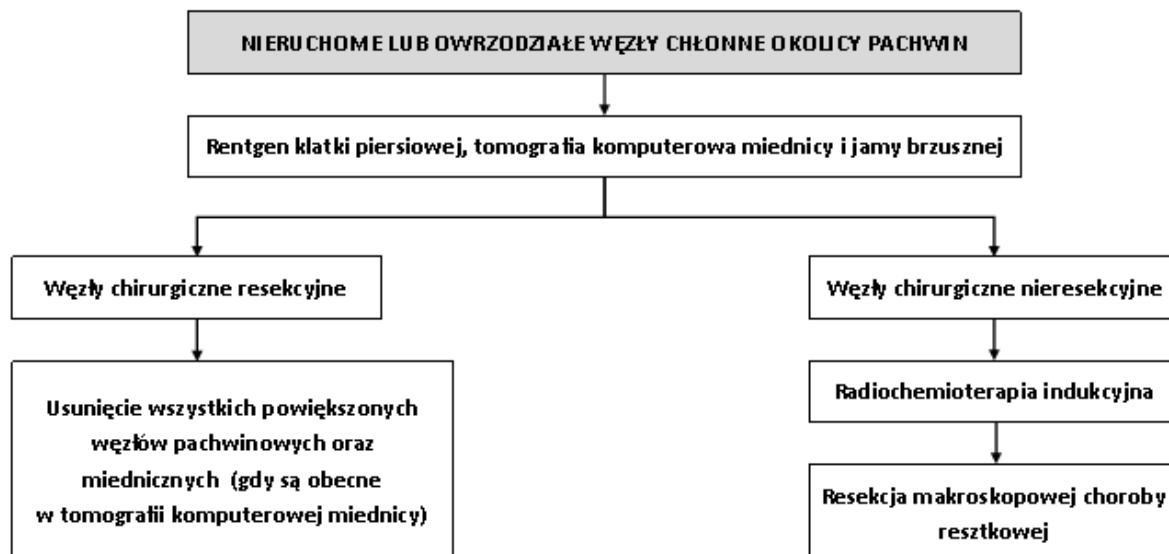 NIERUCHOME LUB OWRZODZIAŁE WĘZŁY CHŁONNE OKOLICY PACHWIN
Rentgen klatki piersiowej, tomografia komputerowa miednicy i jamy brzusznej
Węzły chirurgiczne resekcyjne
Usunięcie wszystkich powiększonych
węzłów pachwinowych oraz
miednicznych (gdy są obecne
w tomografii komputerowej miednicy)
Węzły chirurgiczne nieresekcyjne
Radiochemioterapia indukcyjna
Resekcja makroskopowej choroby
resztkowej